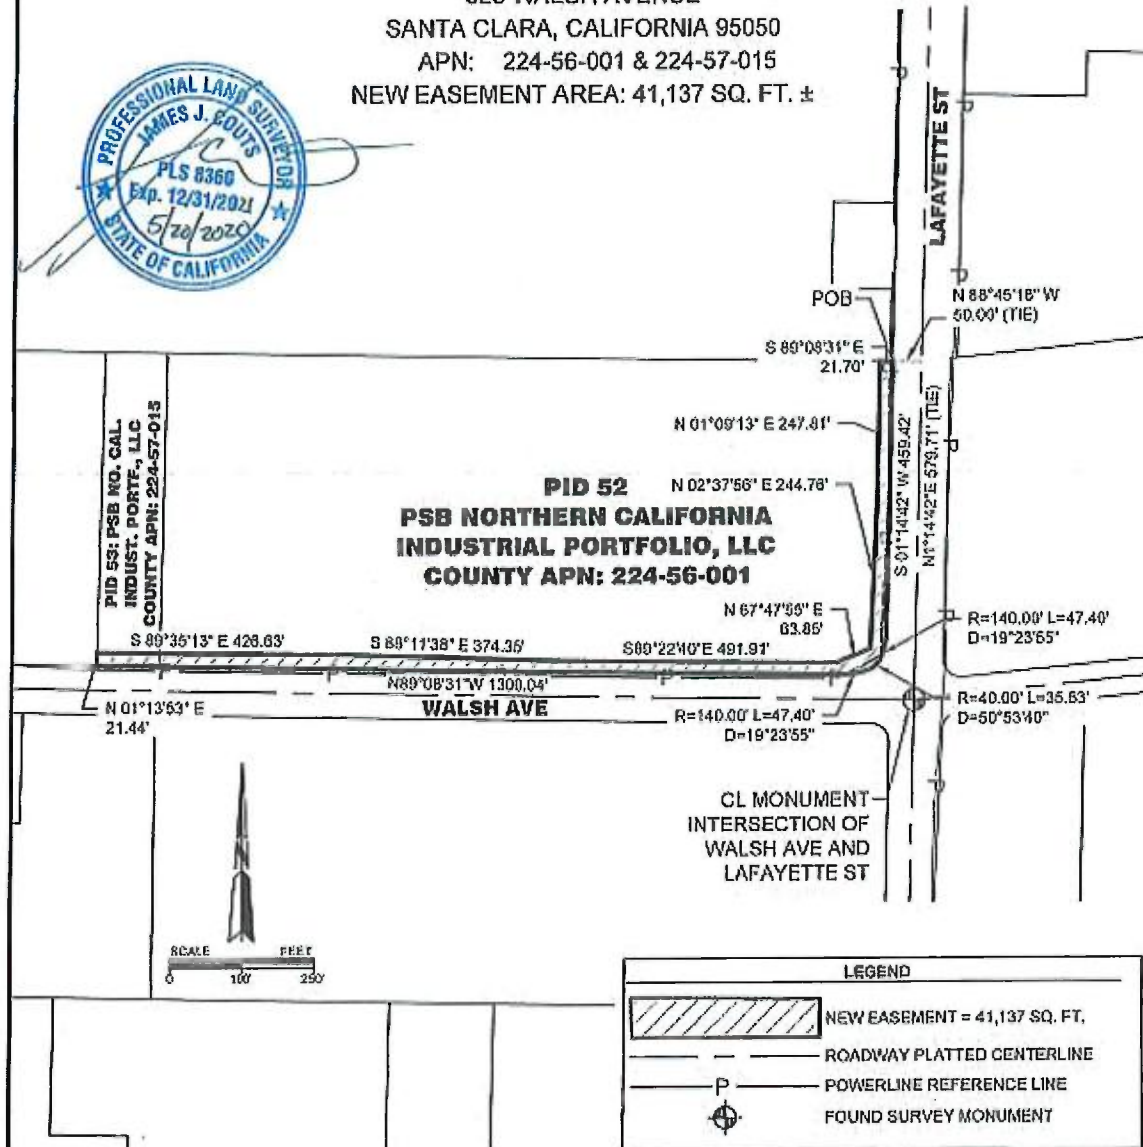 SANTA CLARA, CALIFORNIA 95050
APN: 224-56-001 & 224-57-015
NEW EASEMENT AREA: 41,137 SQ. FT. ±
PROFESSIONAL LAND SURVEYOR
JAMES J. COUTS
PLS 8360
Exp. 12/31/2021
5/20/2020
STATE OF CALIFORNIA
LAFAYETTE ST
POB
N 88°45'18" W
50.00' (TIE)
S 89°08'31" E
21.70'
N 01°09'13" E 247.81'
N 02°37'56" E 244.76'
S 01°14'42" W 459.42'
N1°14'42"E 579.71' (TIE)
PID 53: PSB NO. CAL.
INDUST. PORTF., LLC
COUNTY APN: 224-57-015
PID 52
PSB NORTHERN CALIFORNIA
INDUSTRIAL PORTFOLIO, LLC
COUNTY APN: 224-56-001
N 67°47'55" E
63.85'
R=140.00' L=47.40'
D=19°23'55"
S 89°35'13" E 426.63'
S 88°11'38" E 374.35'
S89°22'40"E 491.91'
N89°08'31"W 1300.04'
WALSH AVE
N 01°13'53" E
21.44'
R=140.00' L=47.40'
D=19°23'55"
R=40.00' L=35.53'
D=50°53'40"
CL MONUMENT
INTERSECTION OF
WALSH AVE AND
LAFAYETTE ST
N
SCALE FEET
0 100' 250'
LEGEND
NEW EASEMENT = 41,137 SQ. FT.
ROADWAY PLATTED CENTERLINE
P POWERLINE REFERENCE LINE
FOUND SURVEY MONUMENT